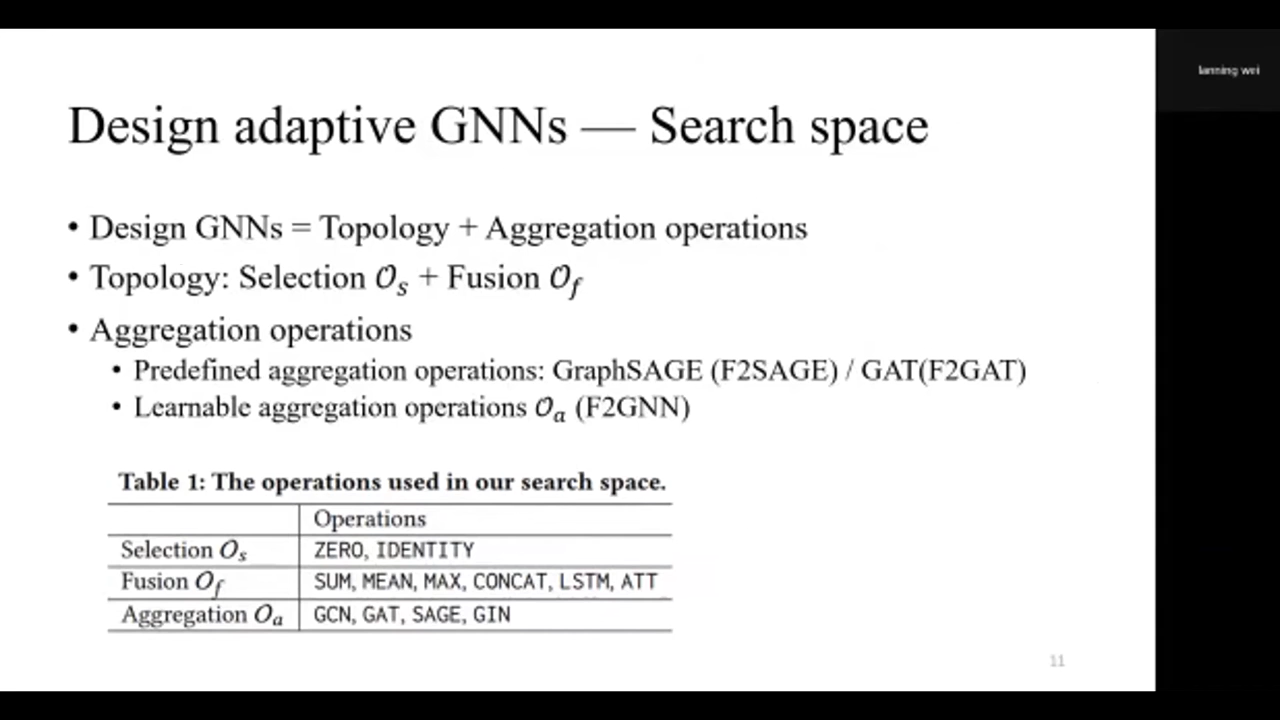 Design adaptive GNNs — Search space
• Design GNNs = Topology + Aggregation operations
• Topology: Selection 𝒪ₛ + Fusion 𝒪_f
• Aggregation operations
• Predefined aggregation operations: GraphSAGE (F2SAGE) / GAT(F2GAT)
• Learnable aggregation operations 𝒪ₐ (F2GNN)
Table 1: The operations used in our search space.
Operations
Selection 𝒪ₛ ZERO, IDENTITY
Fusion 𝒪_f SUM, MEAN, MAX, CONCAT, LSTM, ATT
Aggregation 𝒪ₐ GCN, GAT, SAGE, GIN
11
lanning wei